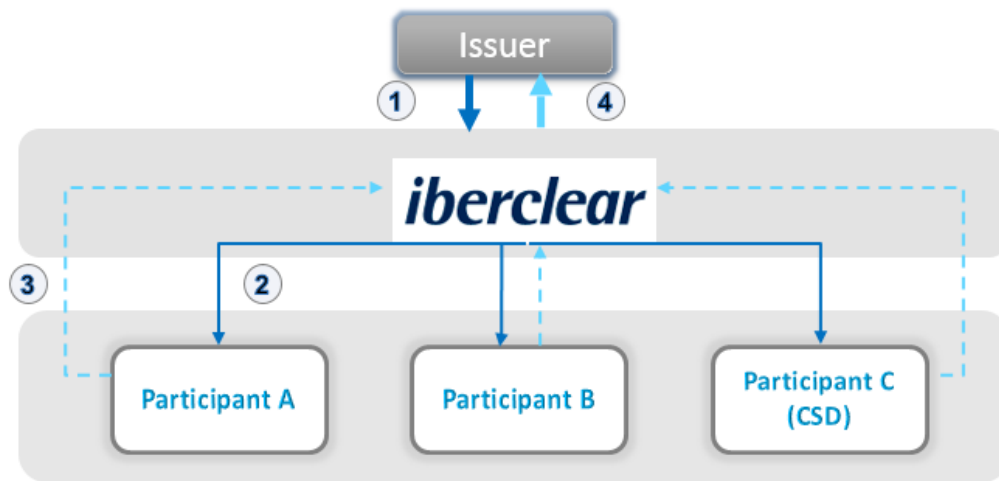 Issuer
1
4
iberclear
3
2
Participant A
Participant B
Participant C
(CSD)